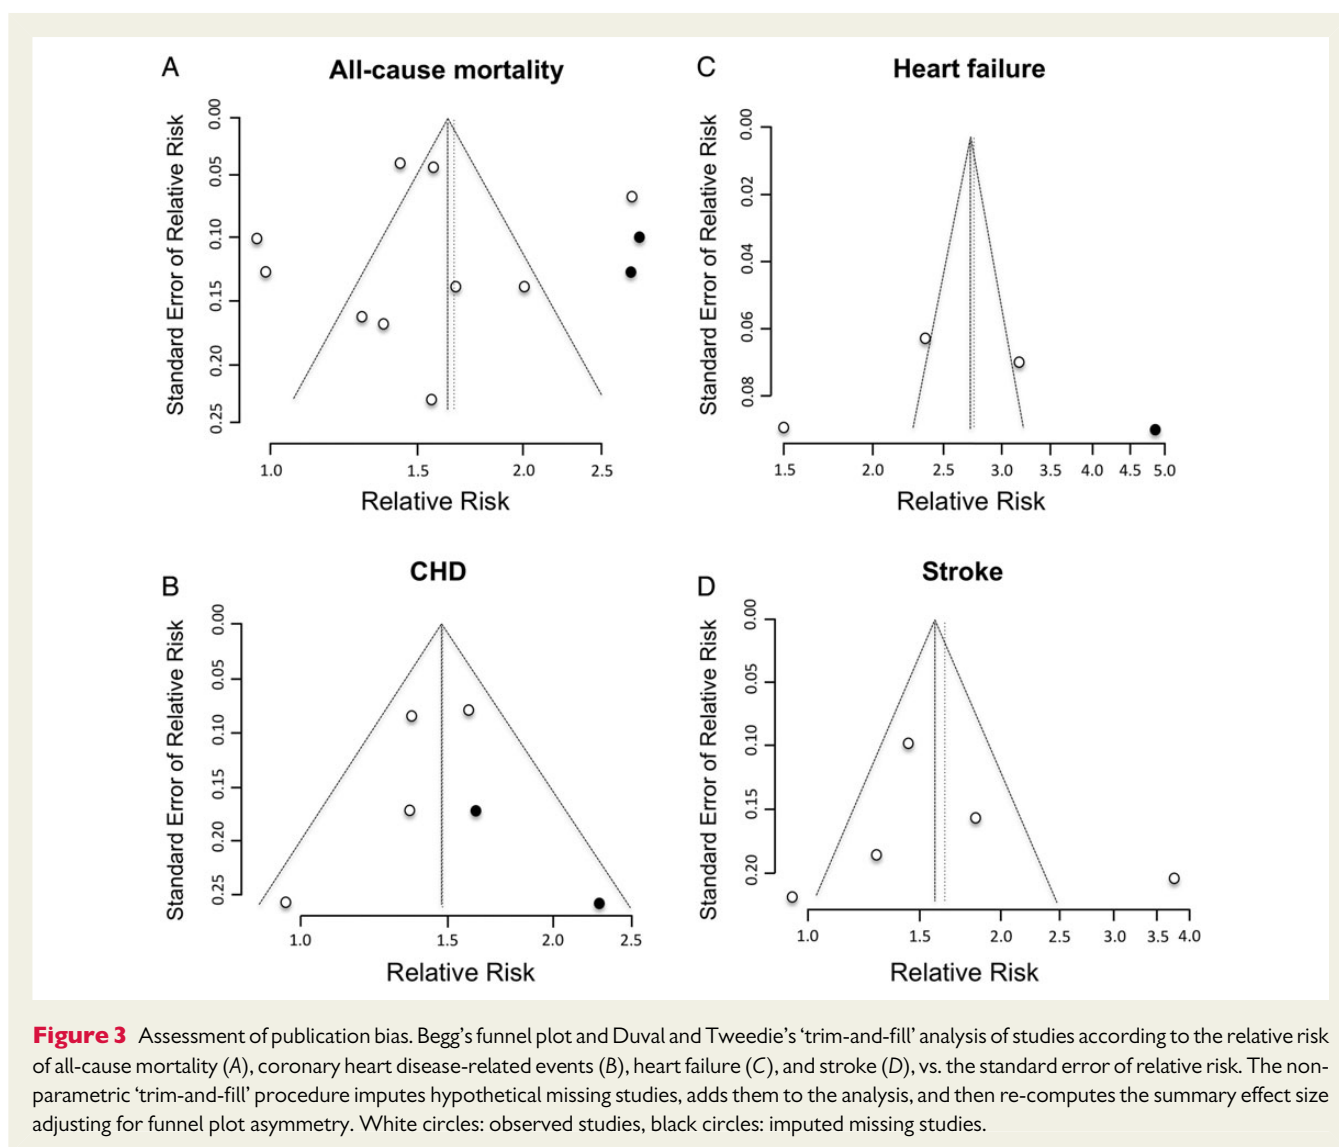 A
All-cause mortality
Standard Error of Relative Risk
0.00
0.05
0.10
0.15
0.20
0.25
1.0 1.5 2.0 2.5
Relative Risk
C
Heart failure
Standard Error of Relative Risk
0.00
0.02
0.04
0.06
0.08
1.5 2.0 2.5 3.0 3.5 4.0 4.5 5.0
Relative Risk
B
CHD
Standard Error of Relative Risk
0.00
0.05
0.10
0.15
0.20
0.25
1.0 1.5 2.0 2.5
Relative Risk
D
Stroke
Standard Error of Relative Risk
0.00
0.05
0.10
0.15
0.20
1.0 1.5 2.0 2.5 3.0 3.5 4.0
Relative Risk
Figure 3 Assessment of publication bias. Begg’s funnel plot and Duval and Tweedie’s ‘trim-and-fill’ analysis of studies according to the relative risk
of all-cause mortality (A), coronary heart disease-related events (B), heart failure (C), and stroke (D), vs. the standard error of relative risk. The non-
parametric ‘trim-and-fill’ procedure imputes hypothetical missing studies, adds them to the analysis, and then re-computes the summary effect size
adjusting for funnel plot asymmetry. White circles: observed studies, black circles: imputed missing studies.